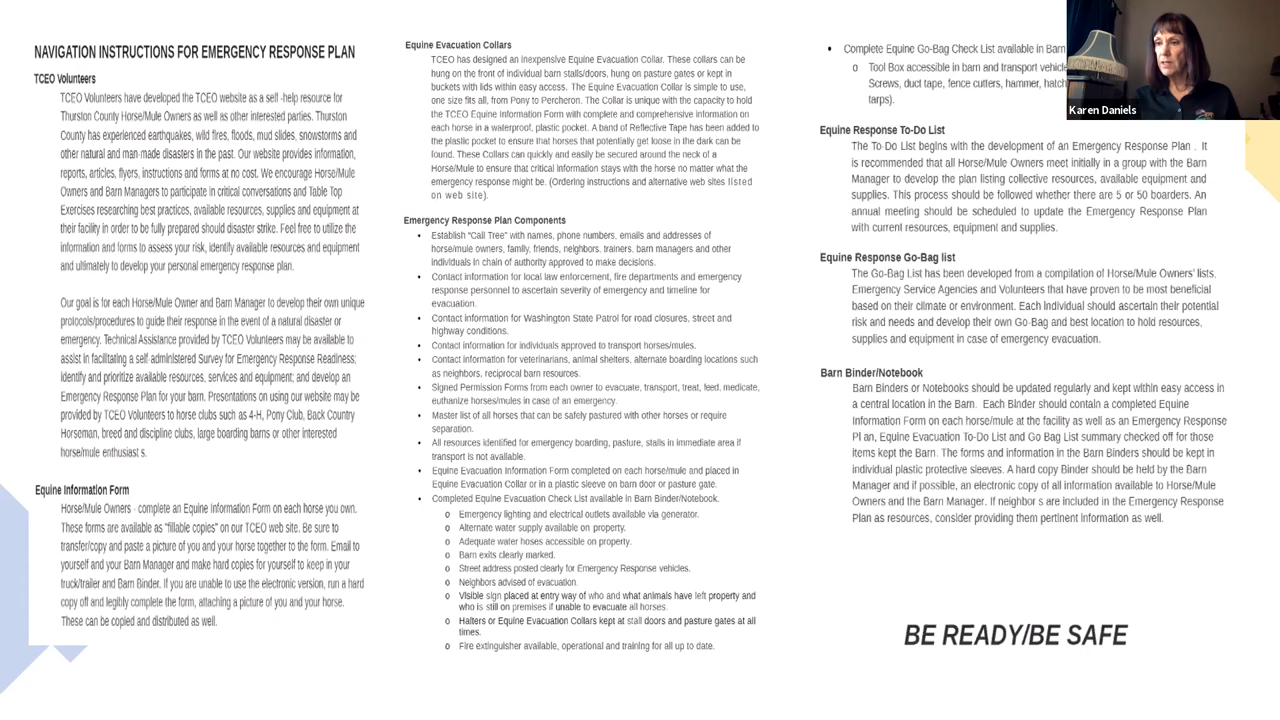 NAVIGATION INSTRUCTIONS FOR EMERGENCY RESPONSE PLAN
TCEO Volunteers
TCEO Volunteers have developed the TCEO website as a self -help resource for
Thurston County Horse/Mule Owners as well as other interested parties. Thurston
County has experienced earthquakes, wild fires, floods, mud slides, snowstorms and
other natural and man-made disasters in the past. Our website provides information,
reports, articles, flyers, instructions and forms at no cost. We encourage Horse/Mule
Owners and Barn Managers to participate in critical conversations and Table Top
Exercises researching best practices, available resources, supplies and equipment at
their facility in order to be fully prepared should disaster strike. Feel free to utilize the
information and forms to assess your risk, identify available resources and equipment
and ultimately to develop your personal emergency response plan.
Our goal is for each Horse/Mule Owner and Barn Manager to develop their own unique
protocols/procedures to guide their response in the event of a natural disaster or
emergency. Technical Assistance provided by TCEO Volunteers may be available to
assist in facilitating a self administered Survey for Emergency Response Readiness;
identify and prioritize available resources, services and equipment; and develop an
Emergency Response Plan for your barn. Presentations on using our website may be
provided by TCEO Volunteers to horse clubs such as 4-H, Pony Club, Back Country
Horseman, breed and discipline clubs, large boarding barns or other interested
horse/mule enthusiast s.
Equine Information Form
Horse/Mule Owners - complete an Equine Information Form on each horse you own.
These forms are available as "fillable copies" on our TCEO web site. Be sure to
transfer/copy and paste a picture of you and your horse together to the form. Email to
yourself and your Barn Manager and make hard copies for yourself to keep in your
truck/trailer and Barn Binder. If you are unable to use the electronic version, run a hard
copy off and legibly complete the form, attaching a picture of you and your horse.
These can be copied and distributed as well.
Equine Evacuation Collars
TCEO has designed an Inexpensive Equine Evacuation Collar. These collars can be
hung on the front of individual barn stalls/doors, hung on pasture gates or kept in
buckets with lids within easy access. The Equine Evacuation Collar is simple to use,
one size fits all, from Pony to Percheron. The Collar is unique with the capacity to hold
the TCEO Equine Information Form with complete and comprehensive information on
each horse in a waterproof, plastic pocket. A band of Reflective Tape has been added to
the plastic pocket to ensure that horses that potentially get loose in the dark can be
found. These Collars can quickly and easily be secured around the neck of a
Horse/Mule to ensure that critical information stays with the horse no matter what the
emergency response might be. (Ordering instructions and alternative web sites listed
on web site).
Emergency Response Plan Components
• Establish "Call Tree" with names, phone numbers, emails and addresses of
horse/mule owners, family, friends, neighbors, trainers, barn managers and other
individuals in chain of authority approved to make decisions.
• Contact information for local law enforcement, fire departments and emergency
response personnel to ascertain severity of emergency and timeline for
evacuation.
• Contact information for Washington State Patrol for road closures, street and
highway conditions.
• Contact information for individuals approved to transport horses/mules.
• Contact information for veterinarians, animal shelters, alternate boarding locations such
as neighbors, reciprocal barn resources.
• Signed Permission Forms from each owner to evacuate, transport, treat, feed, medicate,
euthanize horses/mules in case of an emergency.
• Master list of all horses that can be safely pastured with other horses or require
separation.
• All resources identified for emergency boarding, pasture, stalls in immediate area if
transport is not available.
• Equine Evacuation Information Form completed on each horse/mule and placed in
Equine Evacuation Collar or in a plastic sleeve on barn door or pasture gate.
• Completed Equine Evacuation Check List available in Barn Binder/Notebook.
o Emergency lighting and electrical outlets available via generator.
o Alternate water supply available on property.
o Adequate water hoses accessible on property.
o Barn exits clearly marked.
o Street address posted clearly for Emergency Response vehicles.
o Neighbors advised of evacuation.
o Visible sign placed at entry way of who and what animals have left property and
who is still on premises if unable to evacuate all horses.
o Halters or Equine Evacuation Collars kept at stall doors and pasture gates at all
times.
o Fire extinguisher available, operational and training for all up to date.
• Complete Equine Go-Bag Check List available in Barn
o Tool Box accessible in barn and transport vehicle
Screws, duct tape, fence cutters, hammer, hatch
tarps).
Equine Response To-Do List
The To-Do List begins with the development of an Emergency Response Plan . It
is recommended that all Horse/Mule Owners meet initially in a group with the Barn
Manager to develop the plan listing collective resources, available equipment and
supplies. This process should be followed whether there are 5 or 50 boarders. An
annual meeting should be scheduled to update the Emergency Response Plan
with current resources, equipment and supplies.
Equine Response Go-Bag list
The Go-Bag List has been developed from a compilation of Horse/Mule Owners' lists,
Emergency Service Agencies and Volunteers that have proven to be most beneficial
based on their climate or environment. Each individual should ascertain their potential
risk and needs and develop their own Go-Bag and best location to hold resources,
supplies and equipment in case of emergency evacuation.
Barn Binder/Notebook
Barn Binders or Notebooks should be updated regularly and kept within easy access in
a central location in the Barn. Each Binder should contain a completed Equine
Information Form on each horse/mule at the facility as well as an Emergency Response
Pl an, Equine Evacuation To-Do List and Go Bag List summary checked off for those
items kept the Barn. The forms and information in the Barn Binders should be kept in
individual plastic protective sleeves. A hard copy Binder should be held by the Barn
Manager and if possible, an electronic copy of all information available to Horse/Mule
Owners and the Barn Manager. If neighbor s are included in the Emergency Response
Plan as resources, consider providing them pertinent information as well.
BE READY/BE SAFE
Karen Daniels